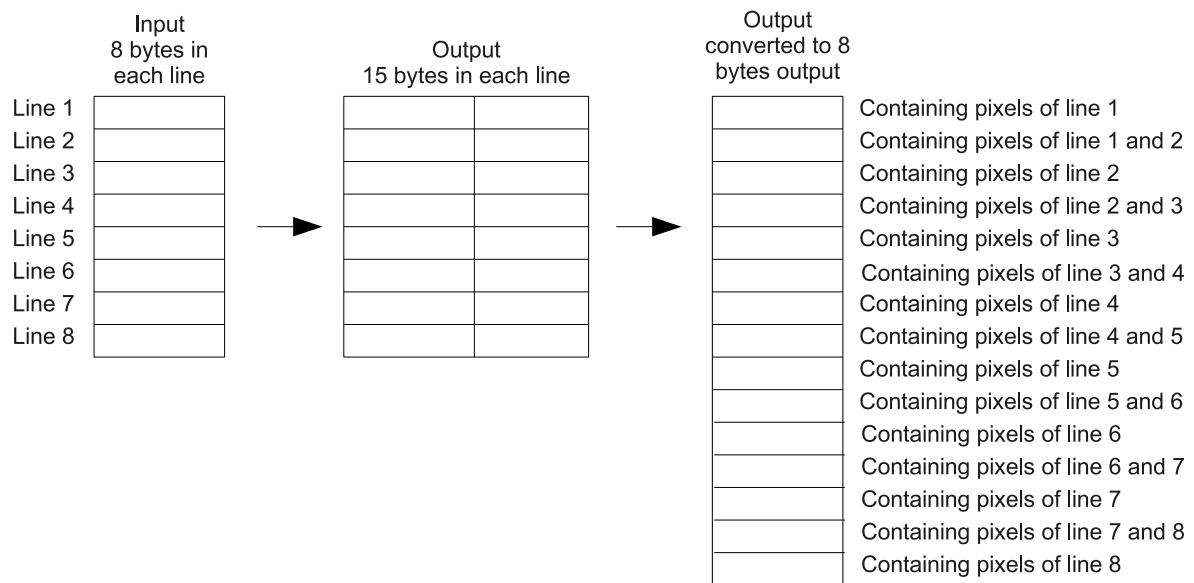 Input
8 bytes in
each line
Output
15 bytes in each line
Output
converted to 8
bytes output
Line 1
Line 2
Line 3
Line 4
Line 5
Line 6
Line 7
Line 8
Containing pixels of line 1
Containing pixels of line 1 and 2
Containing pixels of line 2
Containing pixels of line 2 and 3
Containing pixels of line 3
Containing pixels of line 3 and 4
Containing pixels of line 4
Containing pixels of line 4 and 5
Containing pixels of line 5
Containing pixels of line 5 and 6
Containing pixels of line 6
Containing pixels of line 6 and 7
Containing pixels of line 7
Containing pixels of line 7 and 8
Containing pixels of line 8